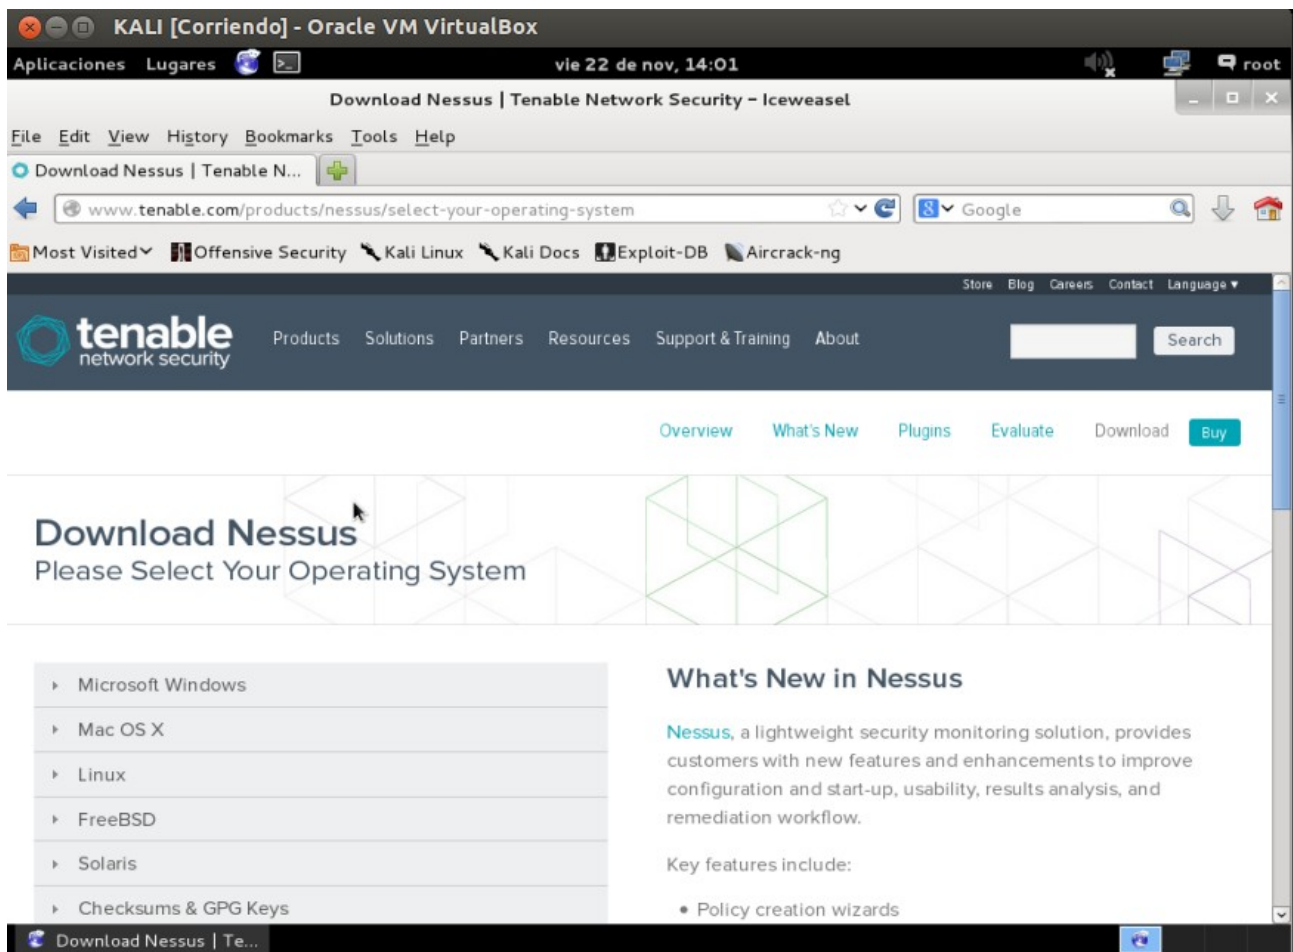 KALI [Corriendo] - Oracle VM VirtualBox
Aplicaciones Lugares vie 22 de nov, 14:01 root
Download Nessus | Tenable Network Security - Iceweasel
File Edit View History Bookmarks Tools Help
Download Nessus | Tenable N...
www.tenable.com/products/nessus/select-your-operating-system Google
Most Visited Offensive Security Kali Linux Kali Docs Exploit-DB Aircrack-ng
Store Blog Careers Contact Language ▾
tenable
network security
Products Solutions Partners Resources Support & Training About Search
Overview What's New Plugins Evaluate Download Buy
Download Nessus
Please Select Your Operating System
Microsoft Windows
Mac OS X
Linux
FreeBSD
Solaris
Checksums & GPG Keys
What's New in Nessus
Nessus, a lightweight security monitoring solution, provides
customers with new features and enhancements to improve
configuration and start-up, usability, results analysis, and
remediation workflow.
Key features include:
• Policy creation wizards
Download Nessus | Te...